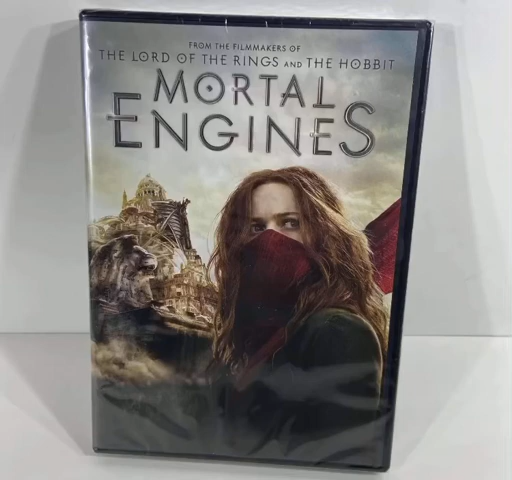 FROM THE FILMMAKERS OF
THE LORD OF THE RINGS AND THE HOBBIT
MORTAL
ENGINES